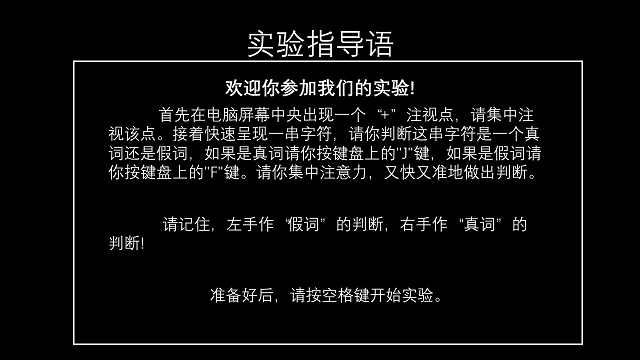 实验指导语
欢迎你参加我们的实验!
首先在电脑屏幕中央出现一个 “+” 注视点，请集中注
视该点。接着快速呈现一串字符，请你判断这串字符是一个真
词还是假词，如果是真词请你按键盘上的"J"键，如果是假词请
你按键盘上的"F"键。请你集中注意力，又快又准地做出判断。
请记住，左手作 “假词” 的判断，右手作 “真词” 的
判断!
准备好后，请按空格键开始实验。